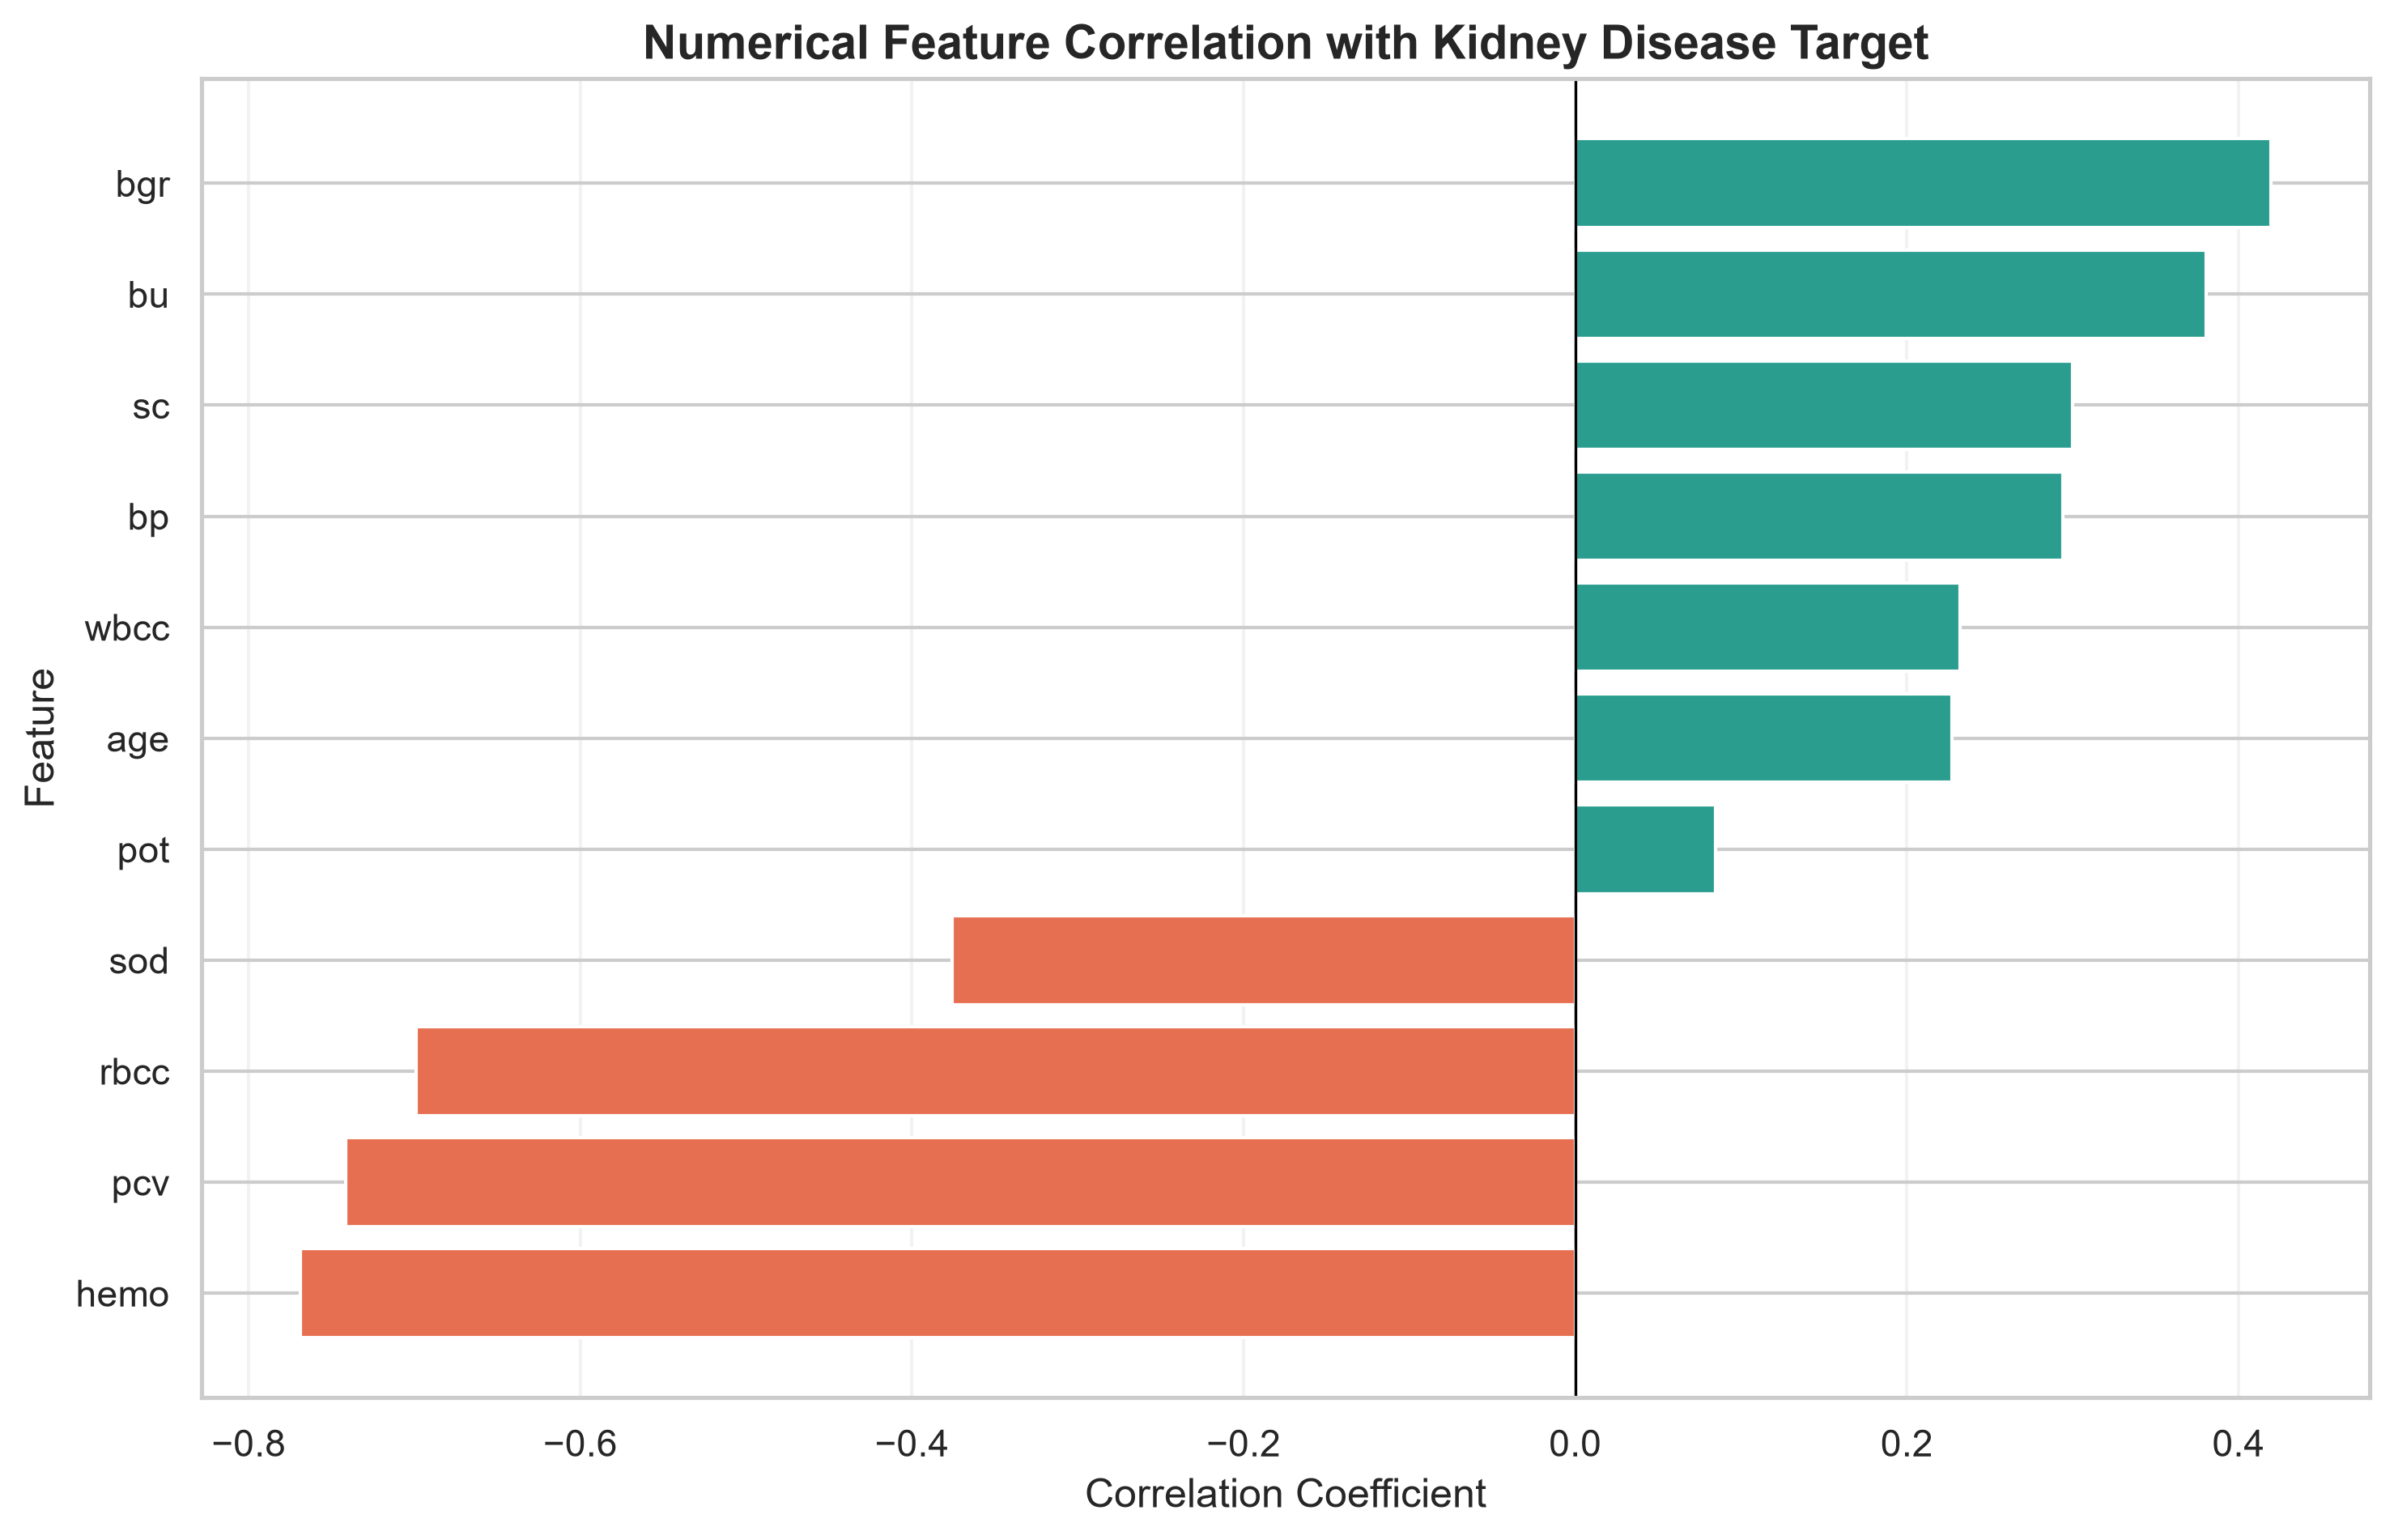 Numerical Feature Correlation with Kidney Disease Target
bgr
bu
sc
bp
wbcc
age
pot
sod
rbcc
pcv
hemo
Feature
−0.8 −0.6 −0.4 −0.2 0.0 0.2 0.4
Correlation Coefficient